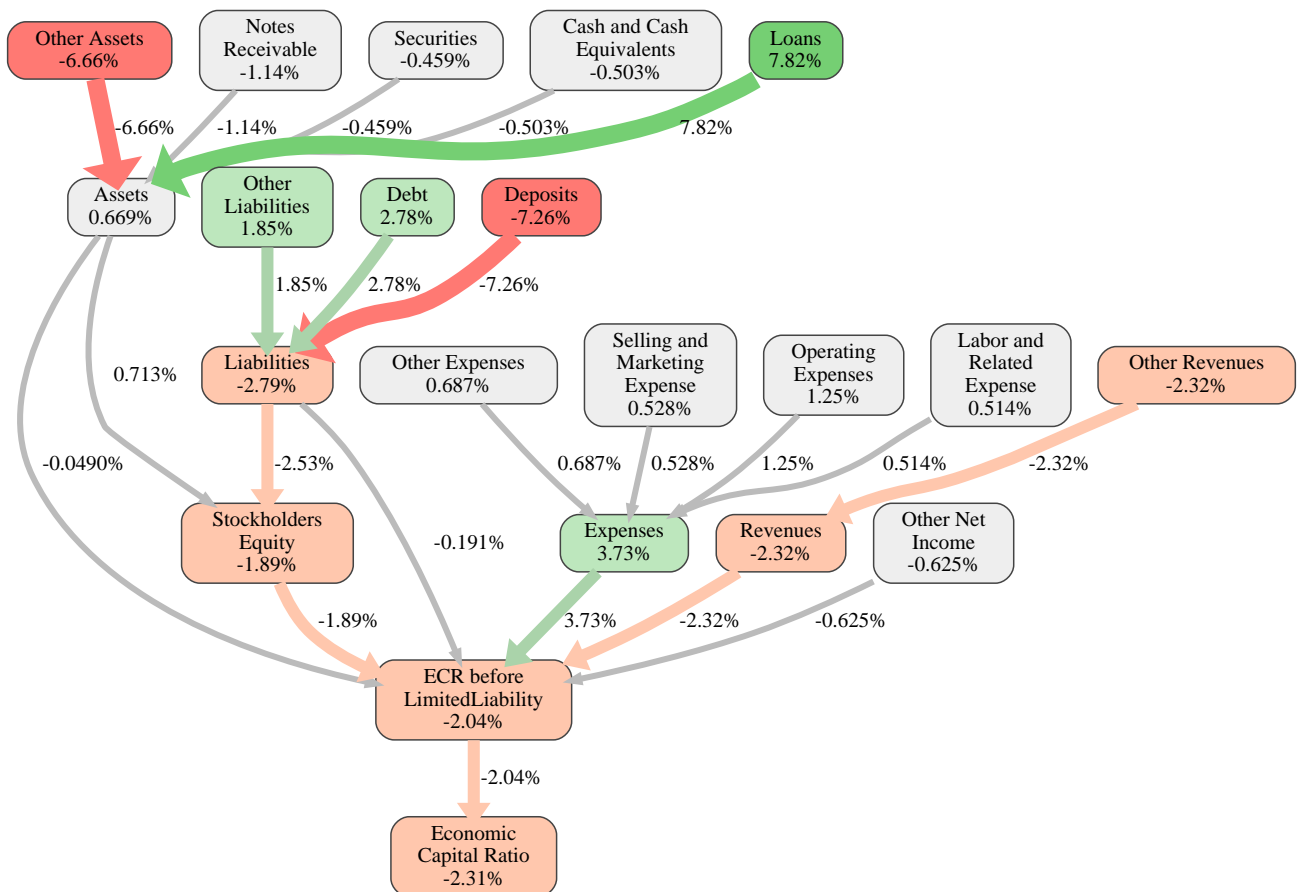 Other Assets
-6.66%
Notes
Receivable
-1.14%
Securities
-0.459%
Cash and Cash
Equivalents
-0.503%
Loans
7.82%
-6.66%
-1.14%
-0.459%
-0.503%
7.82%
Assets
0.669%
Other
Liabilities
1.85%
Debt
2.78%
Deposits
-7.26%
1.85%
2.78%
-7.26%
Liabilities
-2.79%
Other Expenses
0.687%
Selling and
Marketing
Expense
0.528%
Operating
Expenses
1.25%
Labor and
Related
Expense
0.514%
Other Revenues
-2.32%
0.713%
-0.0490%
-2.53%
0.687%
0.528%
1.25%
0.514%
-2.32%
Stockholders
Equity
-1.89%
-0.191%
Expenses
3.73%
Revenues
-2.32%
Other Net
Income
-0.625%
-1.89%
3.73%
-2.32%
-0.625%
ECR before
LimitedLiability
-2.04%
-2.04%
Economic
Capital Ratio
-2.31%